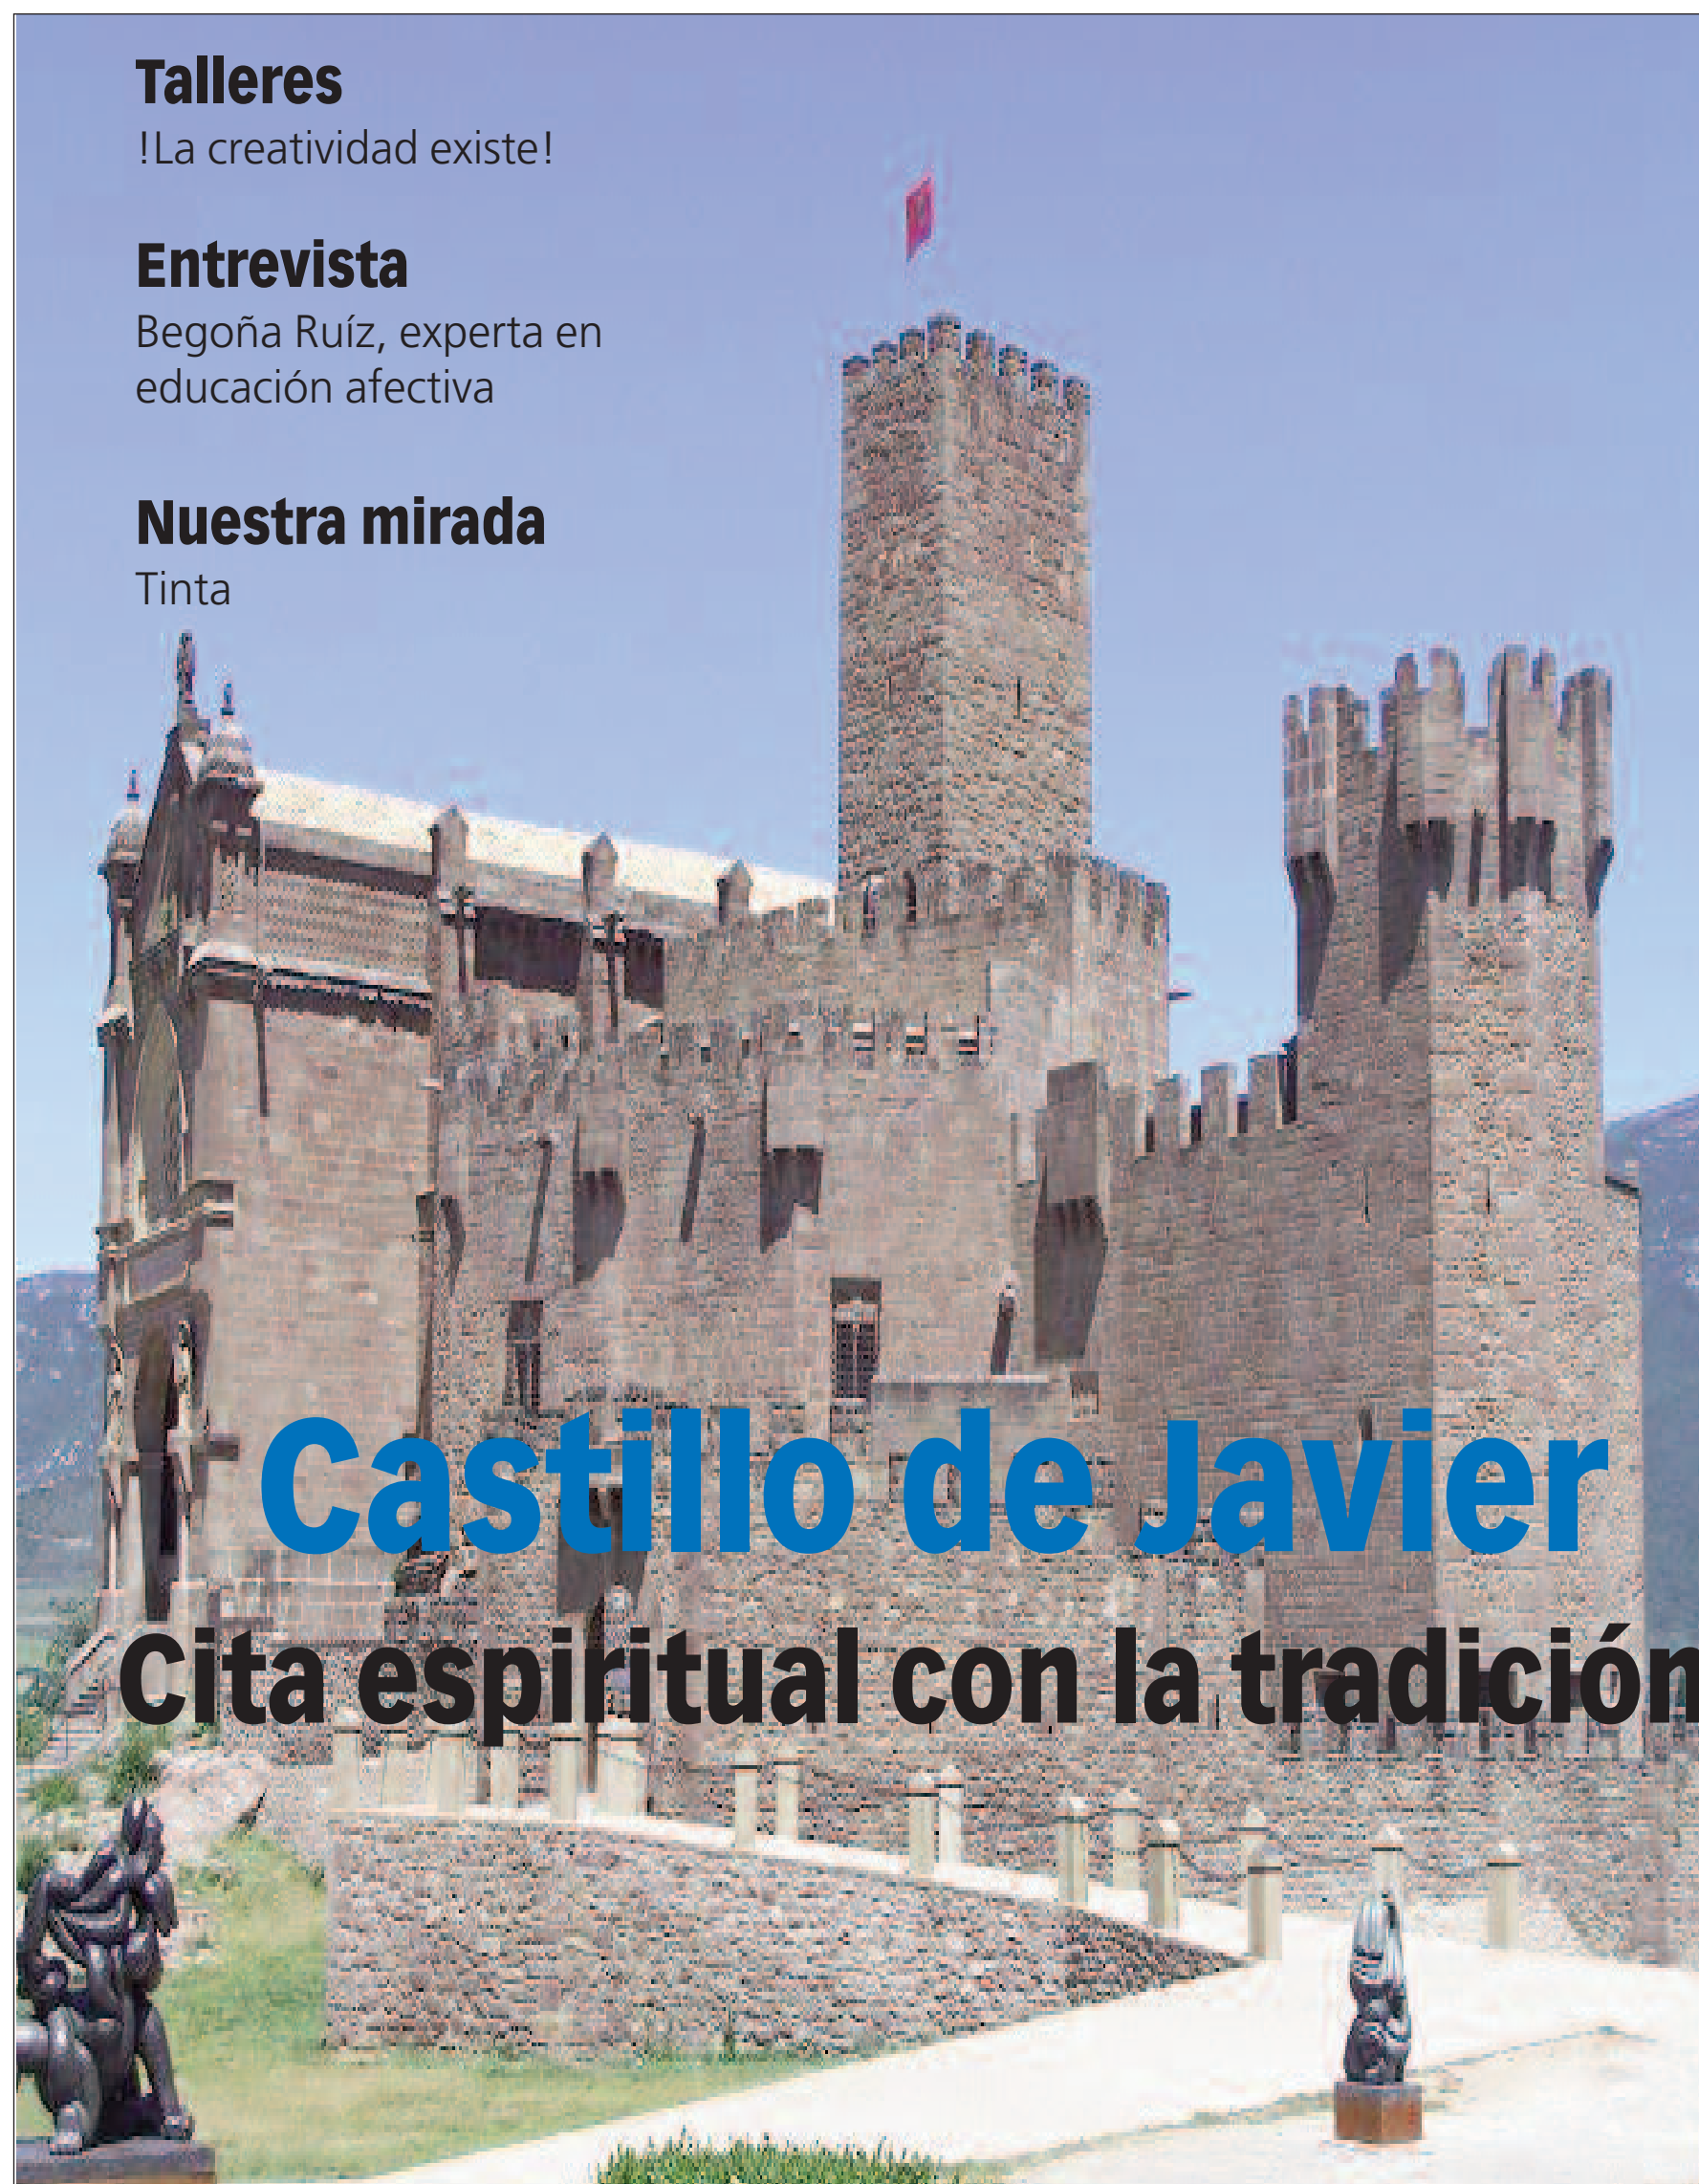 Talleres
!La creatividad existe!
Entrevista
Begoña Ruíz, experta en
educación afectiva
Nuestra mirada
Tinta
Castillo de Javier
Cita espiritual con la tradición